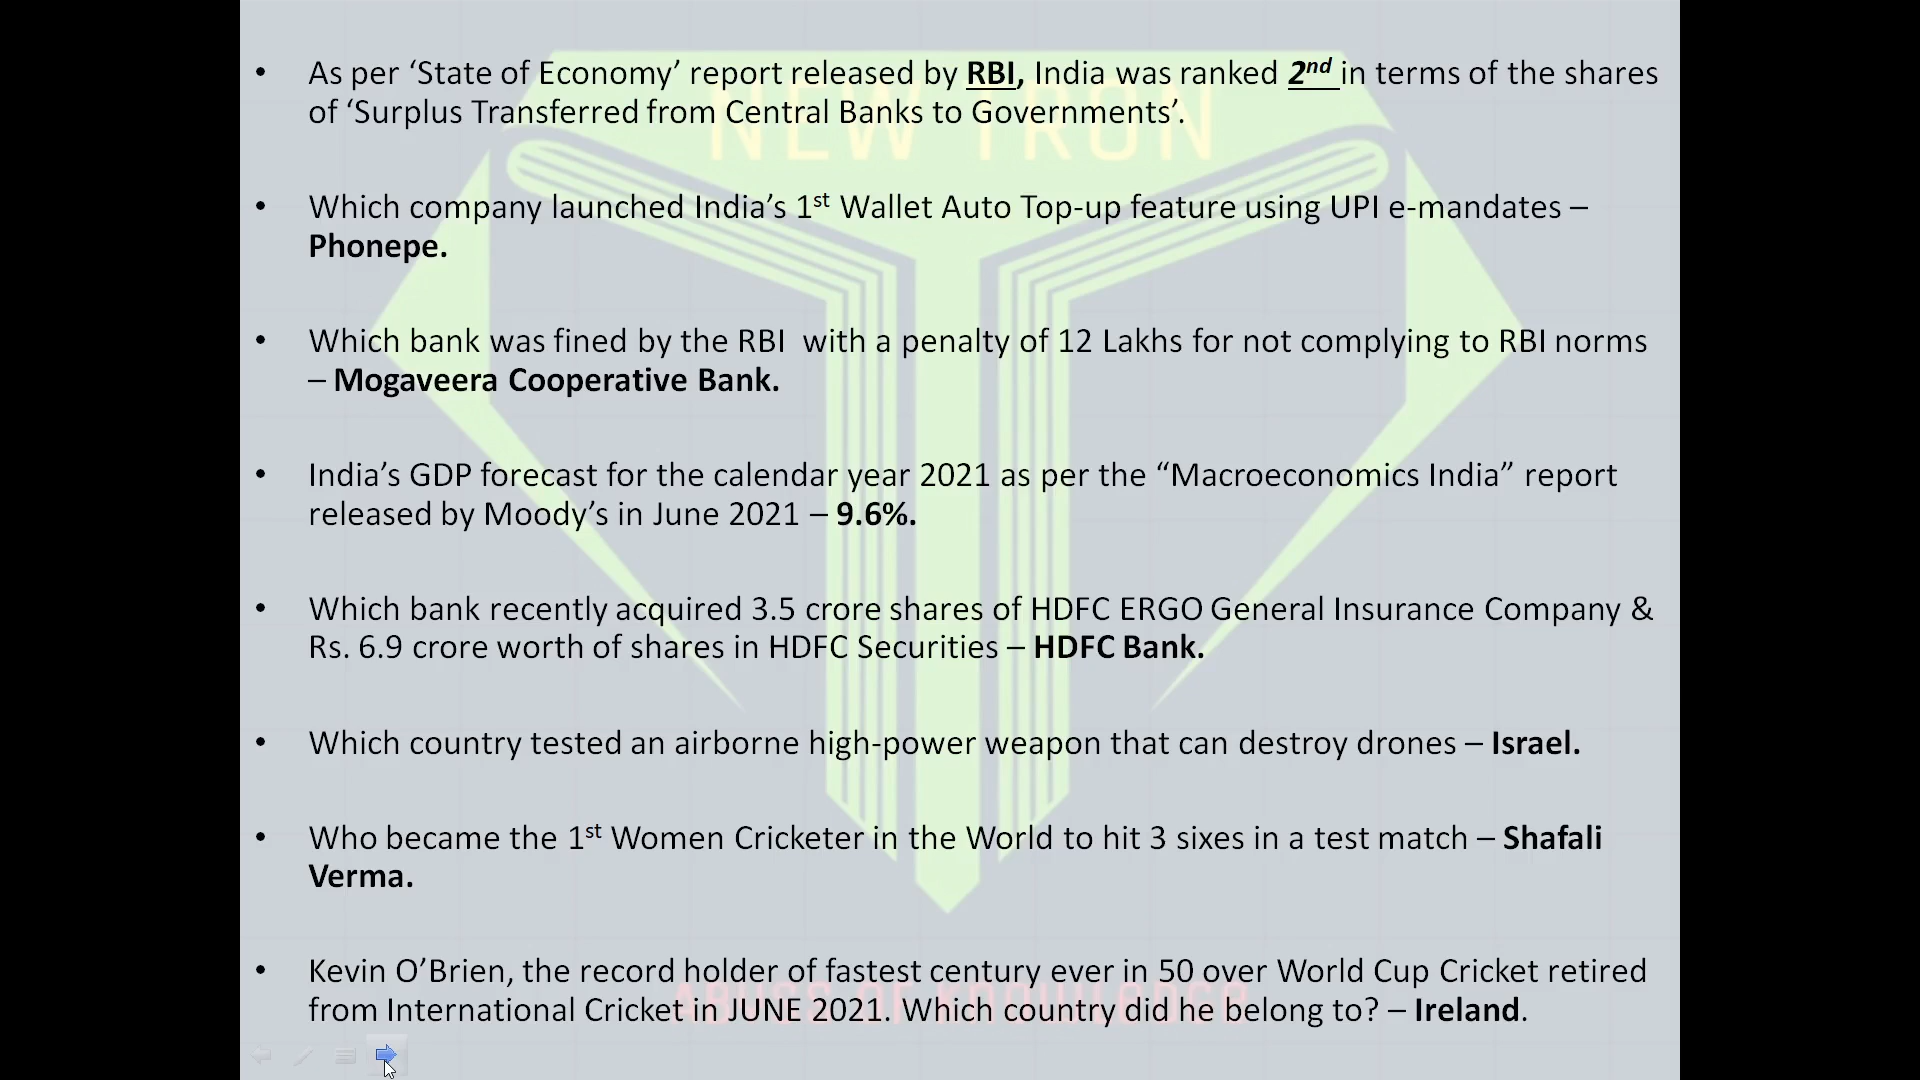 NEW TRON
• As per ‘State of Economy’ report released by RBI, India was ranked 2nd in terms of the shares
of ‘Surplus Transferred from Central Banks to Governments’.
• Which company launched India’s 1st Wallet Auto Top-up feature using UPI e-mandates –
Phonepe.
• Which bank was fined by the RBI with a penalty of 12 Lakhs for not complying to RBI norms
– Mogaveera Cooperative Bank.
• India’s GDP forecast for the calendar year 2021 as per the “Macroeconomics India” report
released by Moody’s in June 2021 – 9.6%.
• Which bank recently acquired 3.5 crore shares of HDFC ERGO General Insurance Company &
Rs. 6.9 crore worth of shares in HDFC Securities – HDFC Bank.
• Which country tested an airborne high-power weapon that can destroy drones – Israel.
• Who became the 1st Women Cricketer in the World to hit 3 sixes in a test match – Shafali
Verma.
• Kevin O’Brien, the record holder of fastest century ever in 50 over World Cup Cricket retired
from International Cricket in JUNE 2021. Which country did he belong to? – Ireland.
OF KNOWLEDGE